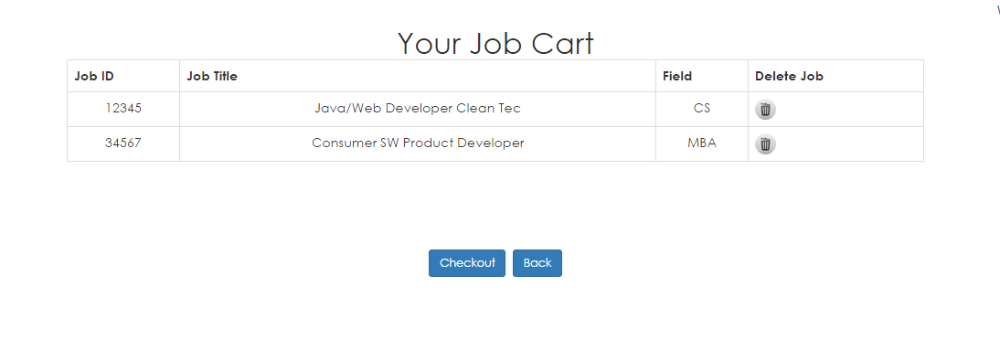 Your Job Cart
Job ID Job Title Field Delete Job
12345 Java/Web Developer Clean Tec CS
34567 Consumer SW Product Developer MBA
Checkout Back